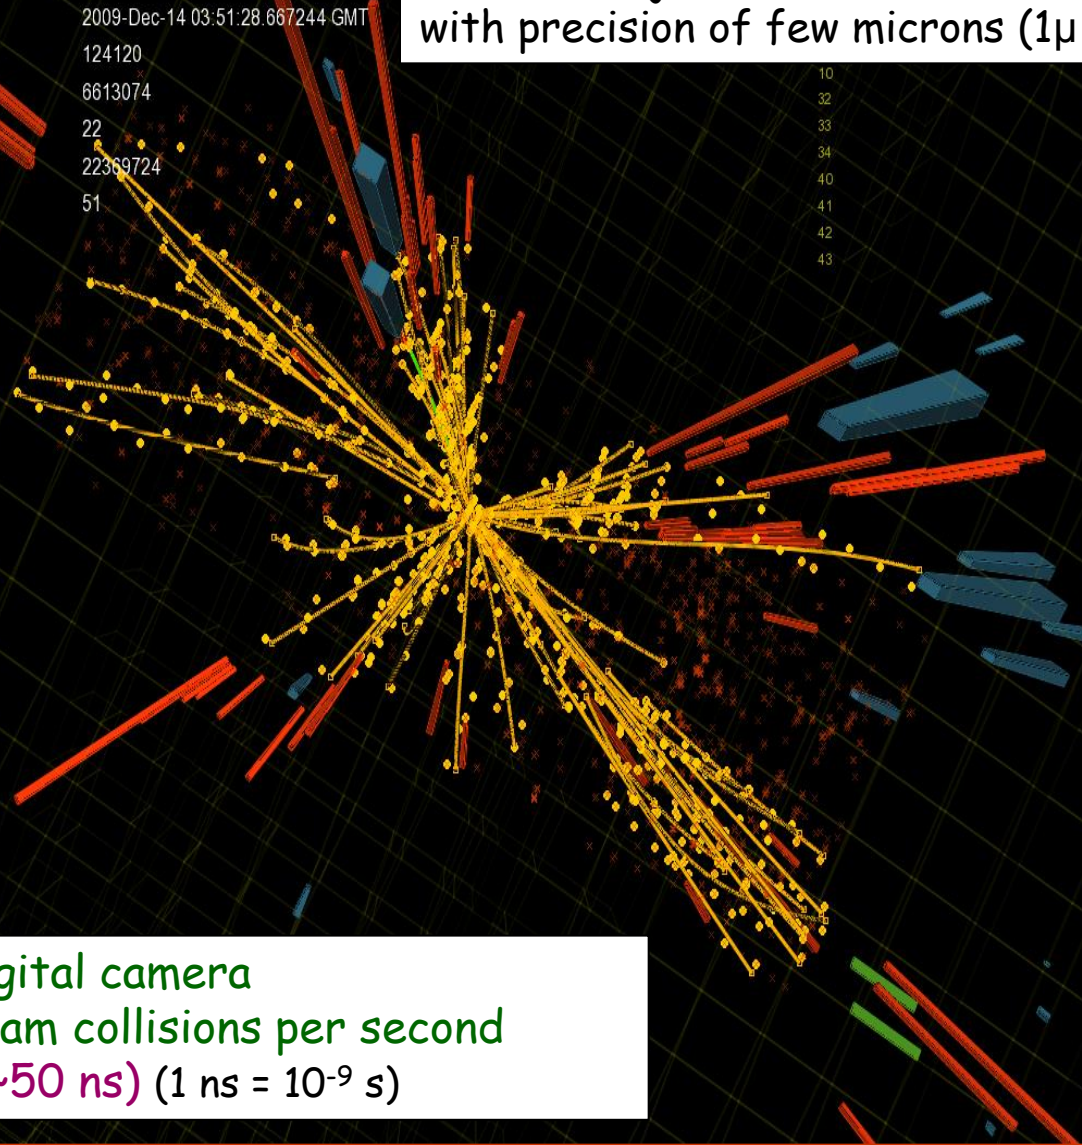 2009-Dec-14 03:51:28.667244 GMT
124120
6613074
22
22369724
51
with precision of few microns (1μ
10
32
33
34
40
41
42
43
gital camera
am collisions per second
~50 ns) (1 ns = 10⁻⁹ s)